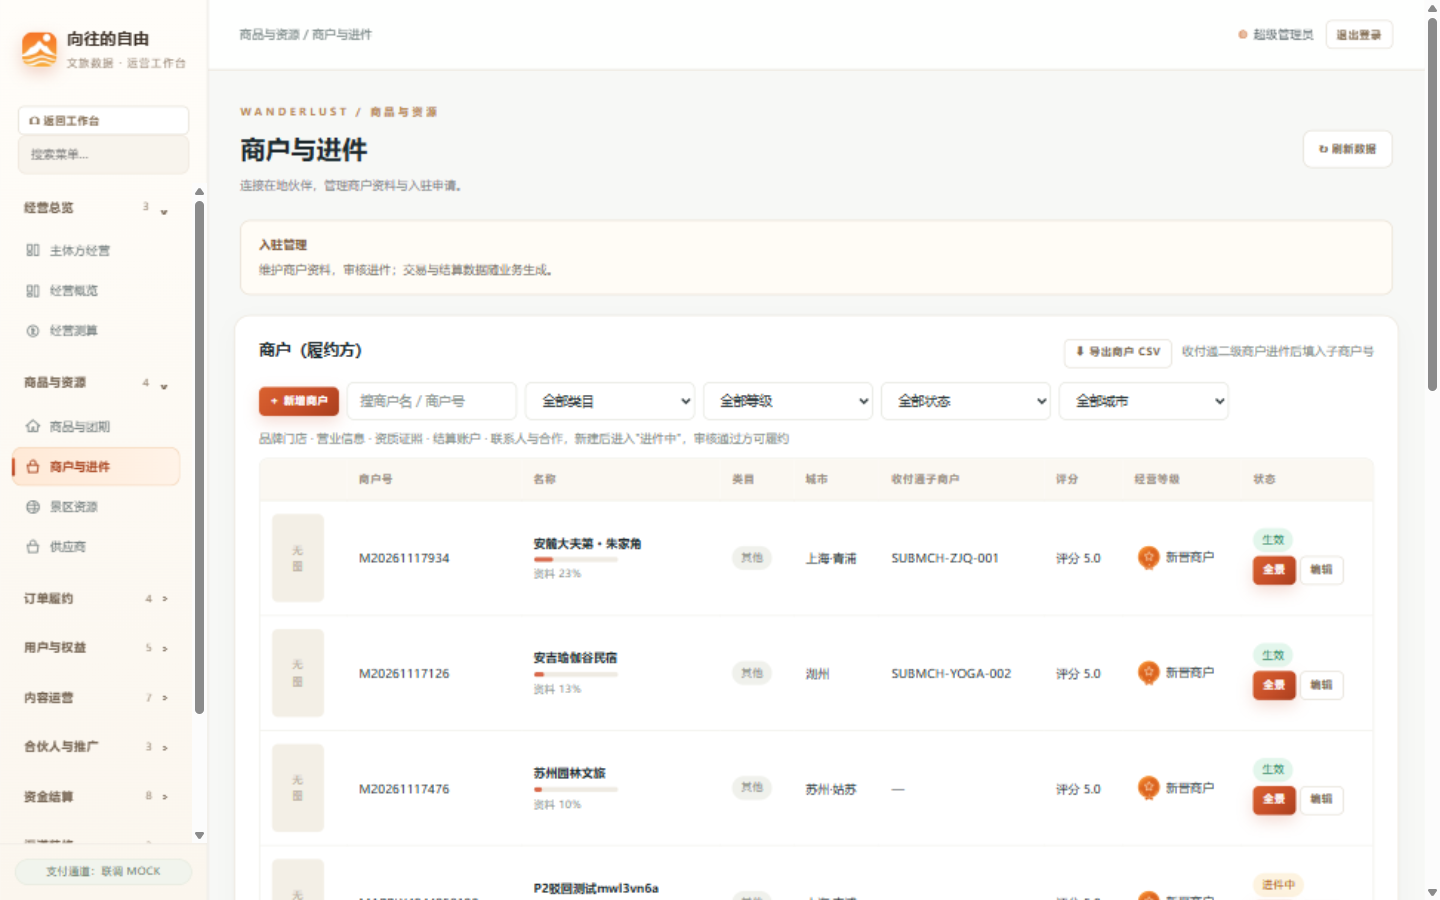 向往的自由
文旅数据 · 运营工作台
返回工作台
搜索菜单...
经营总览 3
主体方经营
经营概览
经营测算
商品与资源 4
商品与团期
商户与进件
景区资源
供应商
订单履约 4
用户与权益 5
内容运营 7
合伙人与推广 3
资金结算 8
支付通道：联调 MOCK
商品与资源 / 商户与进件
超级管理员
退出登录
WANDERLUST / 商品与资源
商户与进件
连接在地伙伴，管理商户资料与入驻申请。
↻ 刷新数据
入驻管理
维护商户资料，审核进件；交易与结算数据随业务生成。
商户（履约方）
⬇ 导出商户 CSV
收付通二级商户进件后填入子商户号
+ 新增商户
搜商户名 / 商户号
全部类目
全部等级
全部状态
全部城市
品牌门店 · 营业信息 · 资质证照 · 结算账户 · 联系人与合作，新建后进入"进件中"，审核通过方可履约
商户号 名称 类目 城市 收付通子商户 评分 经营等级 状态
无图 M20261117934 安麓大夫第・朱家角 其他 上海·青浦 SUBMCH-ZJQ-001 评分 5.0 新晋商户 生效
资料 23%
全景 编辑
无图 M20261117126 安吉瑜伽谷民宿 其他 湖州 SUBMCH-YOGA-002 评分 5.0 新晋商户 生效
资料 13%
全景 编辑
无图 M20261117476 苏州园林文旅 其他 苏州·姑苏 — 评分 5.0 新晋商户 生效
资料 10%
全景 编辑
无
P2驳回测试mwl3vn6a
进件中